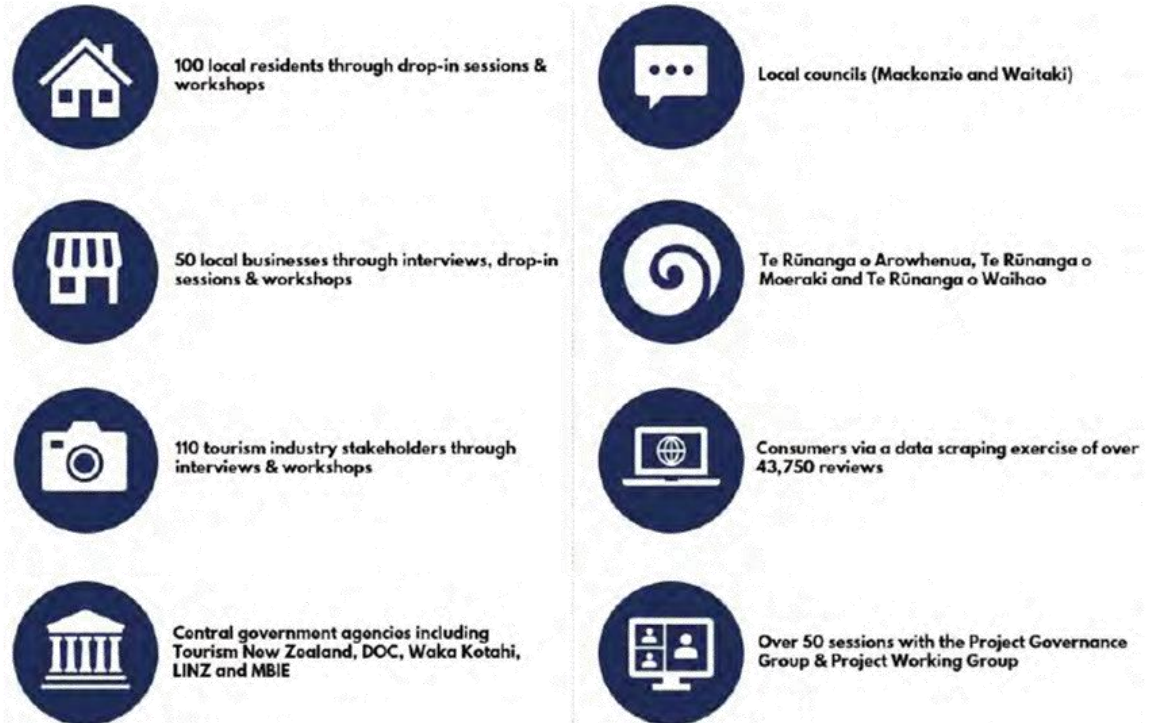 100 local residents through drop-in sessions &
workshops
Local councils (Mackenzie and Waitaki)
50 local businesses through interviews, drop-in
sessions & workshops
Te Rūnanga o Arowhenua, Te Rūnanga o
Moeraki and Te Rūnanga o Waihao
110 tourism industry stakeholders through
interviews & workshops
Consumers via a data scraping exercise of over
43,750 reviews
Central government agencies including
Tourism New Zealand, DOC, Waka Kotahi,
LINZ and MBIE
Over 50 sessions with the Project Governance
Group & Project Working Group